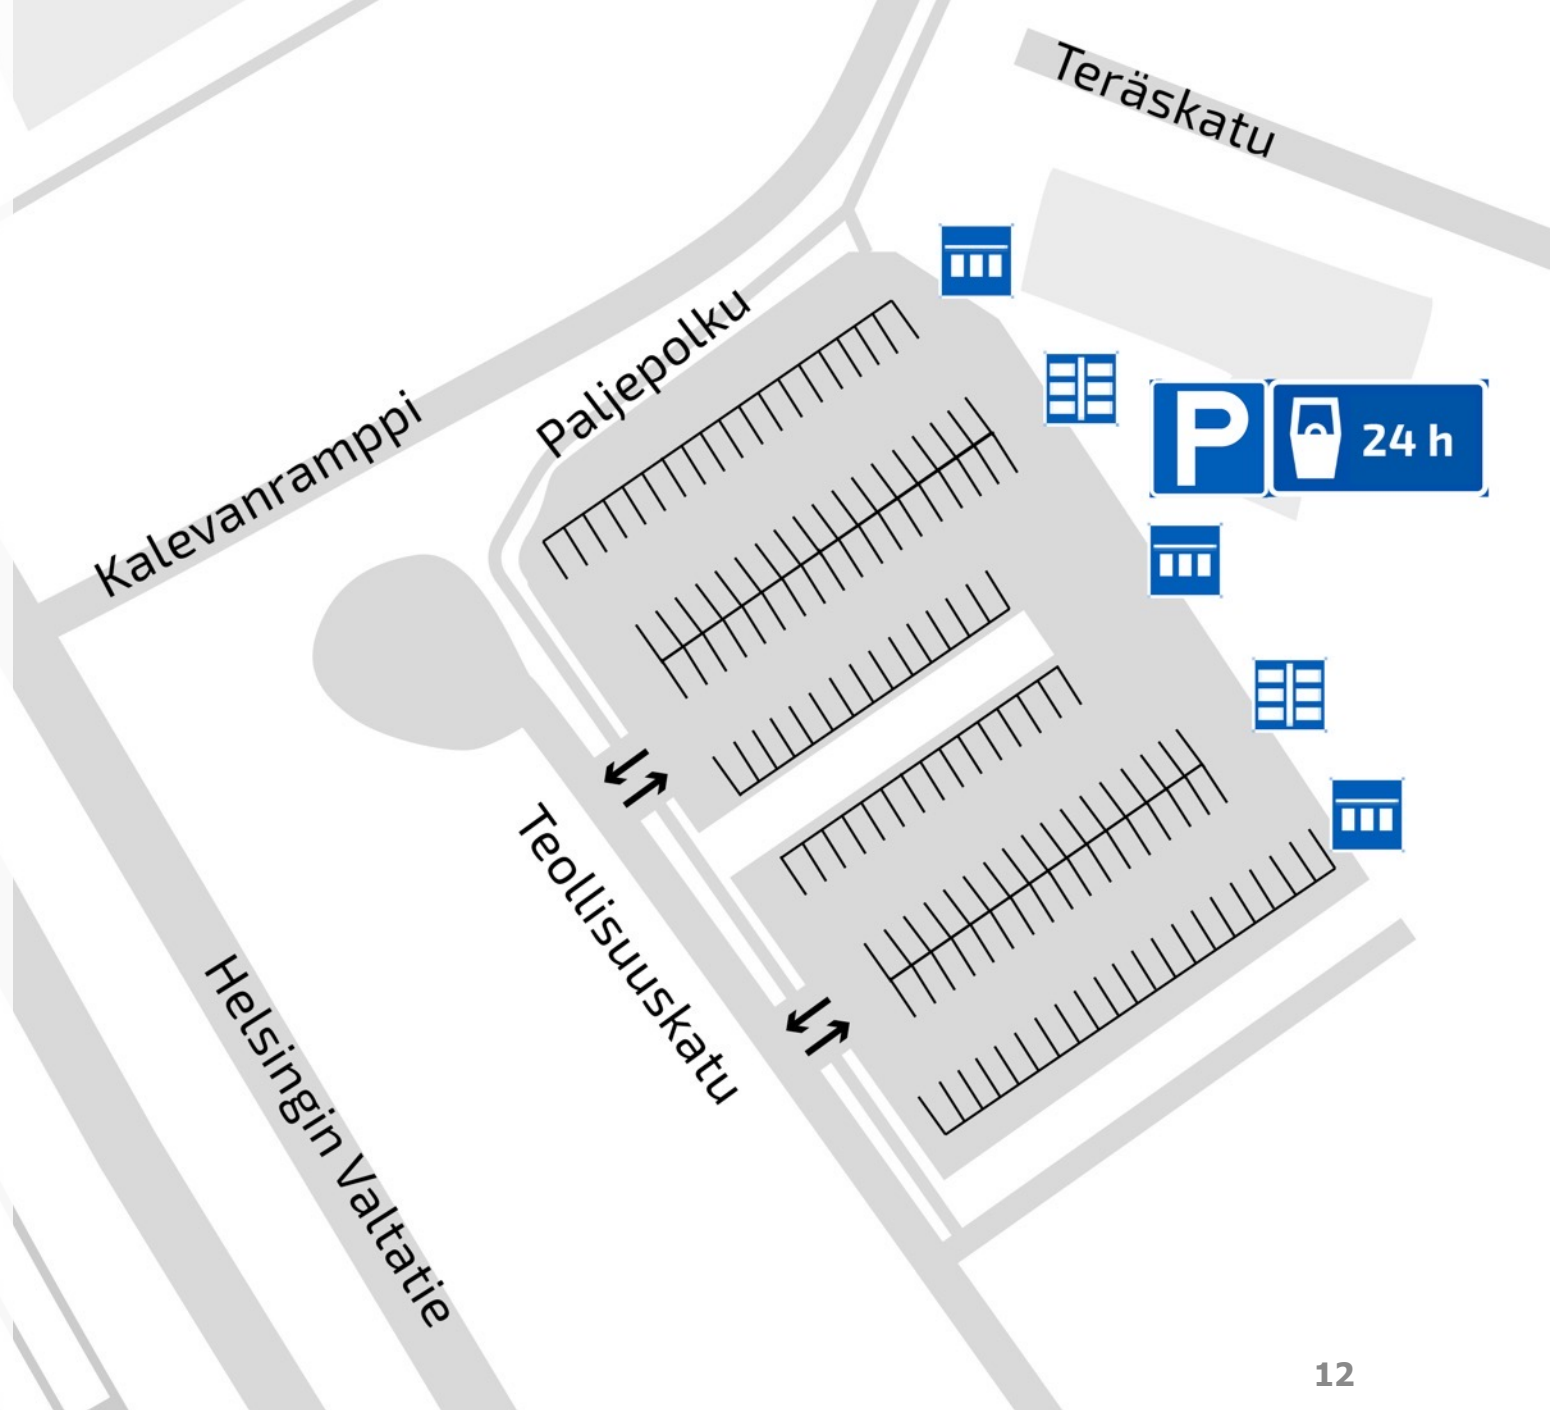 Teräskatu
Paljepolku
Kalevanramppi
P 24 h
Teollisuuskatu
Helsingin Valtatie
12